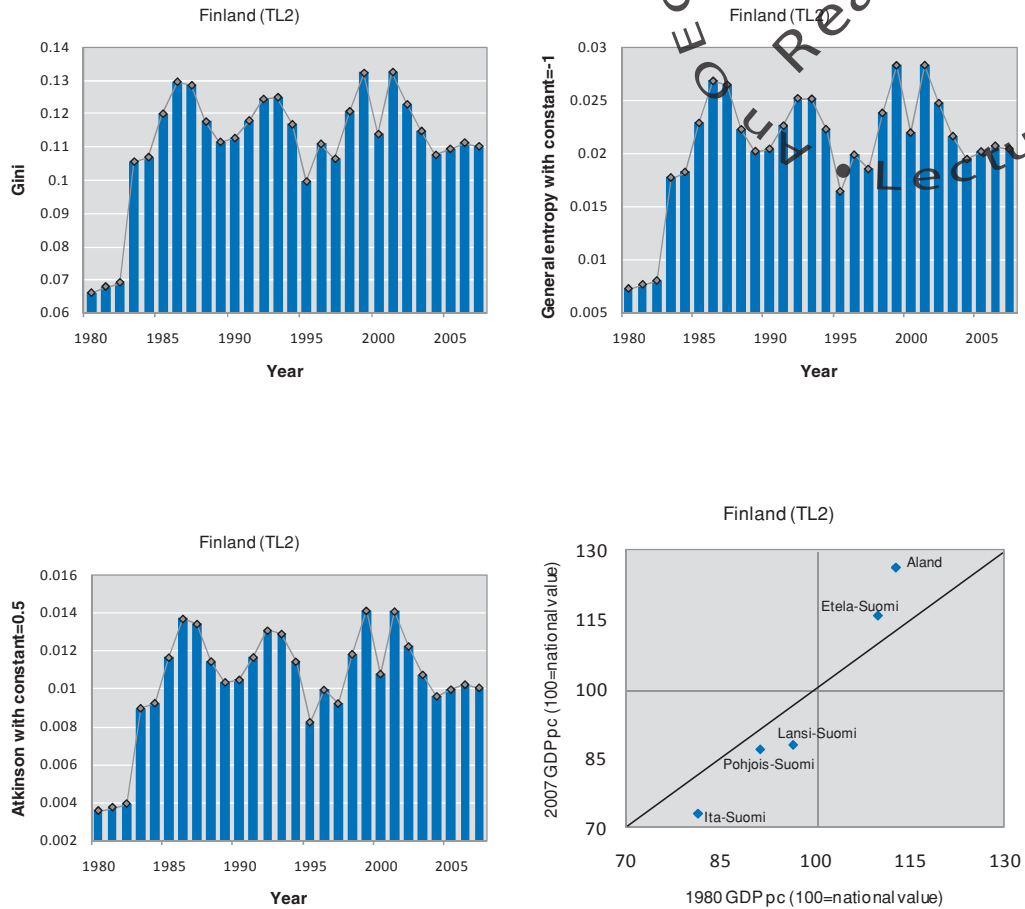 Finland (TL2)
0.14
0.13
0.12
0.11
0.1
0.09
0.08
0.07
0.06
Gini
1980 1985 1990 1995 2000 2005
Year
Finland (TL2)
0.03
0.025
0.02
0.015
0.01
0.005
General entropy with constant=-1
1980 1985 1990 1995 2000 2005
Year
Finland (TL2)
0.016
0.014
0.012
0.01
0.008
0.006
0.004
0.002
Atkinson with constant=0.5
1980 1985 1990 1995 2000 2005
Year
Finland (TL2)
130
115
100
85
70
2007 GDP pc (100=national value)
Aland
Etela-Suomi
Lansi-Suomi
Pohjois-Suomi
Ita-Suomi
70 85 100 115 130
1980 GDP pc (100=national value)